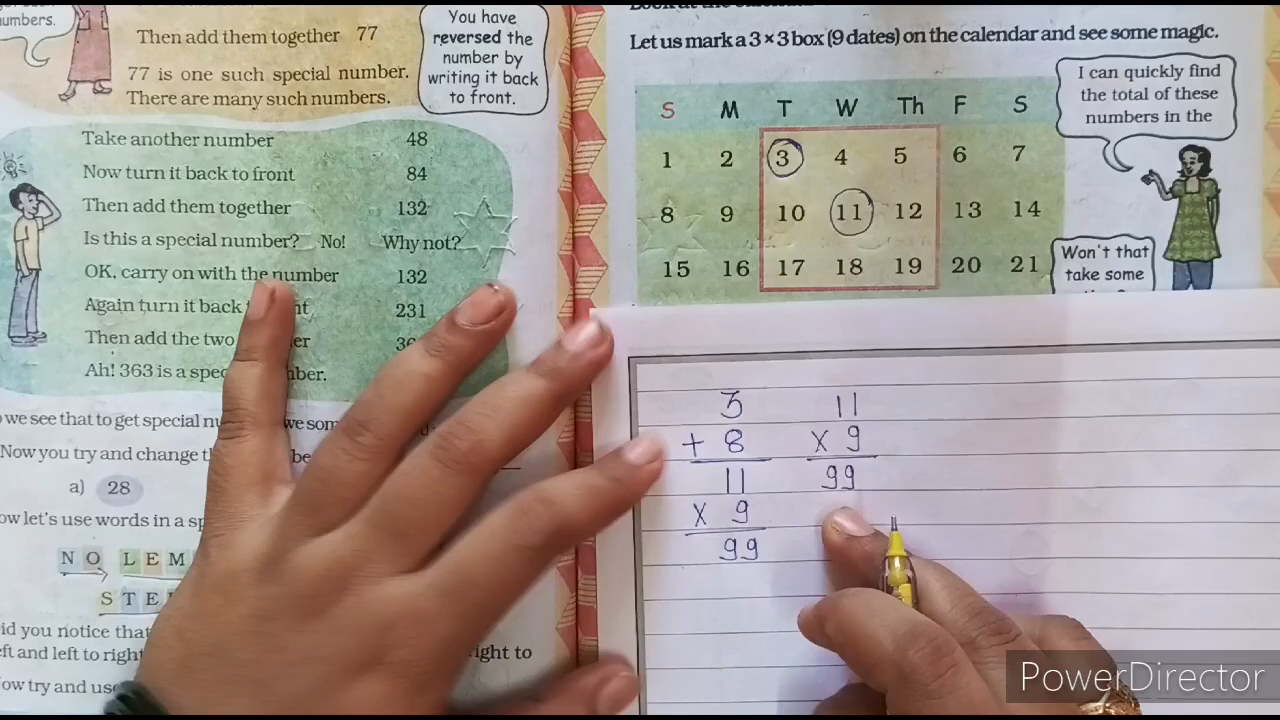 umbers.
Then add them together 77
77 is one such special number.
There are many such numbers.
You have
reversed the
number by
writing it back
to front.
Take another number 48
Now turn it back to front 84
Then add them together 132
Is this a special number? No! Why not?
OK, carry on with the number 132
Again turn it back 231
Then add the two
Ah! 363 is a spec ber.
we see that to get special nu we som
Now you try and change t be
a) 28
ow let's use words in a sp
N O L E M
S T E
id you notice that
ft and left to right ight to
ow try and use
Let us mark a 3 × 3 box (9 dates) on the calendar and see some magic.
S M T W Th F S
1 2 3 4 5 6 7
8 9 10 11 12 13 14
15 16 17 18 19 20 21
I can quickly find
the total of these
numbers in the
Won't that
take some
3
+ 8
11
x 9
99
11
x 9
99
PowerDirector